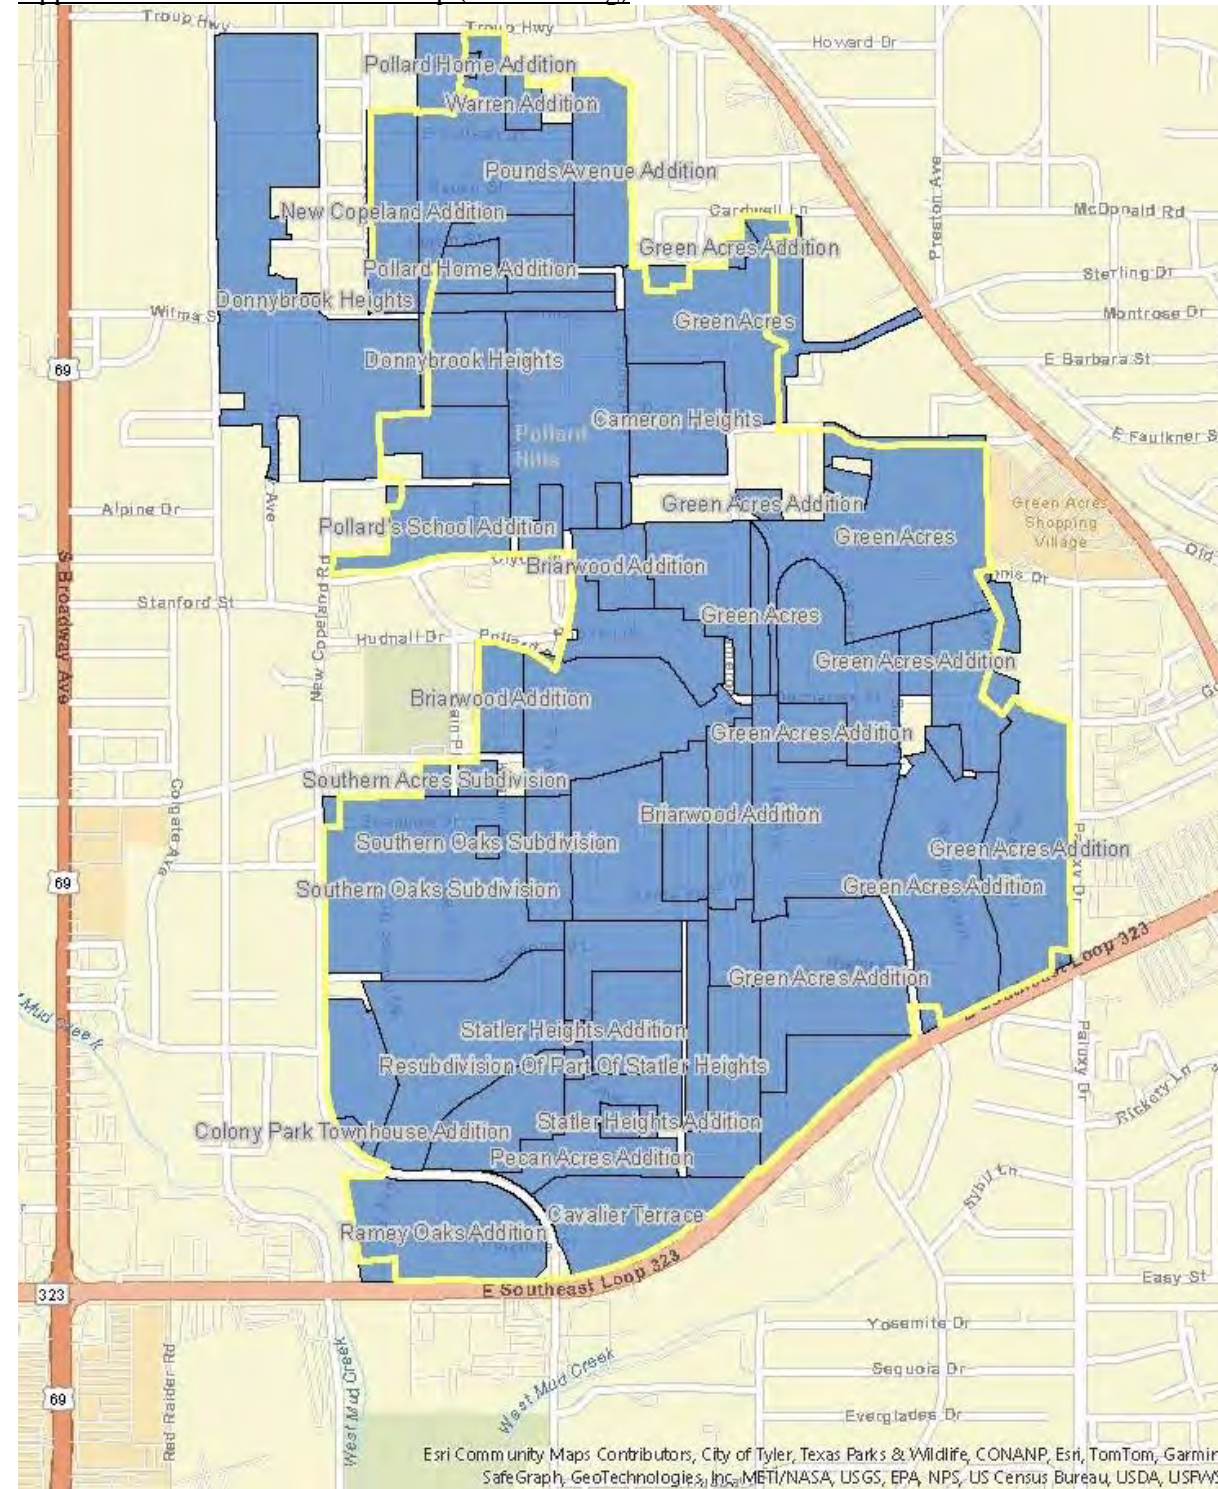 Troup Hwy
Troup Hwy
Howard Dr
Pollard Home Addition
Warren Addition
Pounds Avenue Addition
Preston Ave
New Copeland Addition
Cardwell Ln
McDonald Rd
Green Acres Addition
Pollard Home Addition
Sterling Dr
Donnybrook Heights
Wilma S
Green Acres
Montrose Dr
69
Donnybrook Heights
E Barbara St
Cameron Heights
Pollard
Hills
E Faulkner S
Alpine Dr
Ave
Green Acres Addition
Green Acres
Shopping
Village
Pollard's School Addition
Green Acres
Old
S Broadway Ave
New Copeland Rd
Briarwood Addition
nnis Dr
Stanford St
Green Acres
Hudnall Dr
Green Acres Addition
Briarwood Addition
Green Acres Addition
Southern Acres Subdivision
Colgate Ave
Briarwood Addition
Southern Oaks Subdivision
Green Acres Addition
69
Southern Oaks Subdivision
Green Acres Addition
Green Acres Addition
E Southeast Loop 323
Mud Creek
Statler Heights Addition
Resubdivision Of Part Of Statler Heights
Paluxy Dr
Rickety Ln
Colony Park Townhouse Addition
Statler Heights Addition
Pecan Acres Addition
Sybil Ln
Cavalier Terrace
Ramey Oaks Addition
323
E Southeast Loop 323
Easy St
Yosemite Dr
Red Raider Rd
West Mud Creek
West Mud Creek
Sequoia Dr
69
Everglades Dr
Esri Community Maps Contributors, City of Tyler, Texas Parks & Wildlife, CONANP, Esri, TomTom, Garmin
SafeGraph, GeoTechnologies, Inc, METI/NASA, USGS, EPA, NPS, US Census Bureau, USDA, USFWS